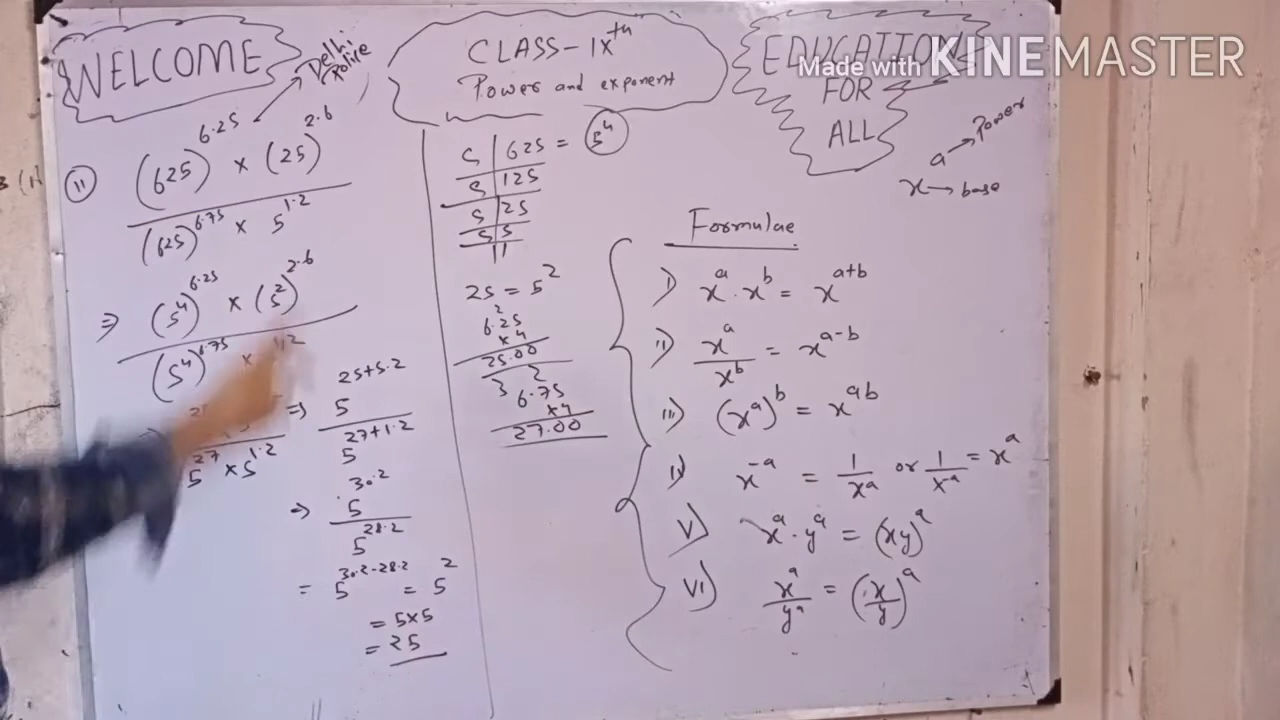 WELCOME
Delhi
Police
CLASS-IXth
Power and exponent
EDUCATION
FOR
ALL
Made with KINEMASTER
(11) (625)^6.25 × (25)^2.6
(625)^6.75 × 5^1.2
⇒ (5^4)^6.25 × (5^2)^2.6
(5^4)^6.75 × 1.2
5^27 × 5^1.2
⇒ 5^25+5.2
5^27+1.2
⇒ 5^30.2
5^28.2
= 5^30.2-28.2 = 5^2
= 5×5
= 25
5 | 625 = 5^4
5 | 125
5 | 25
5 | 5
1
25 = 5^2
2
6.25
×4
25.00
3 2
6.75
×4
27.00
a → Power
x → base
Formulae
I) x^a . x^b = x^a+b
II) x^a/x^b = x^a-b
III) (x^a)^b = x^ab
IV) x^-a = 1/x^a or 1/x^-a = x^a
V) x^a . y^a = (xy)^a
VI) x^a/y^a = (x/y)^a